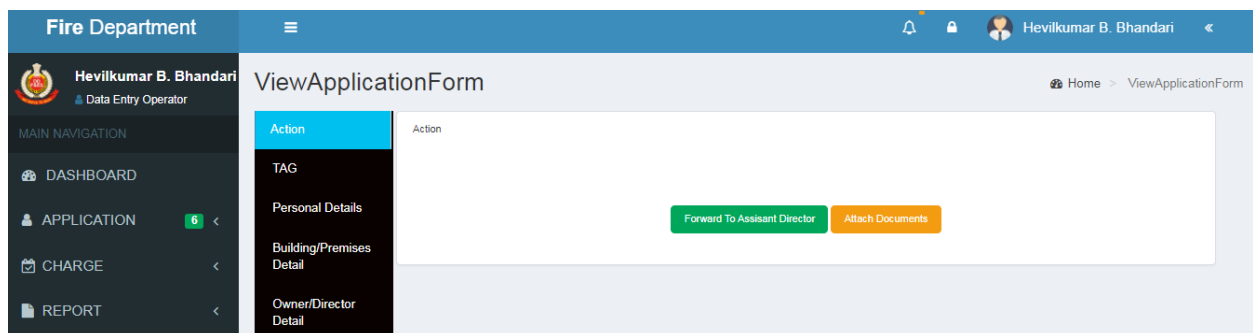 Fire Department
Hevilkumar B. Bhandari
Hevilkumar B. Bhandari
Data Entry Operator
MAIN NAVIGATION
DASHBOARD
APPLICATION 6
CHARGE
REPORT
ViewApplicationForm
Home > ViewApplicationForm
Action
TAG
Personal Details
Building/Premises
Detail
Owner/Director
Detail
Action
Forward To Assisant Director
Attach Documents